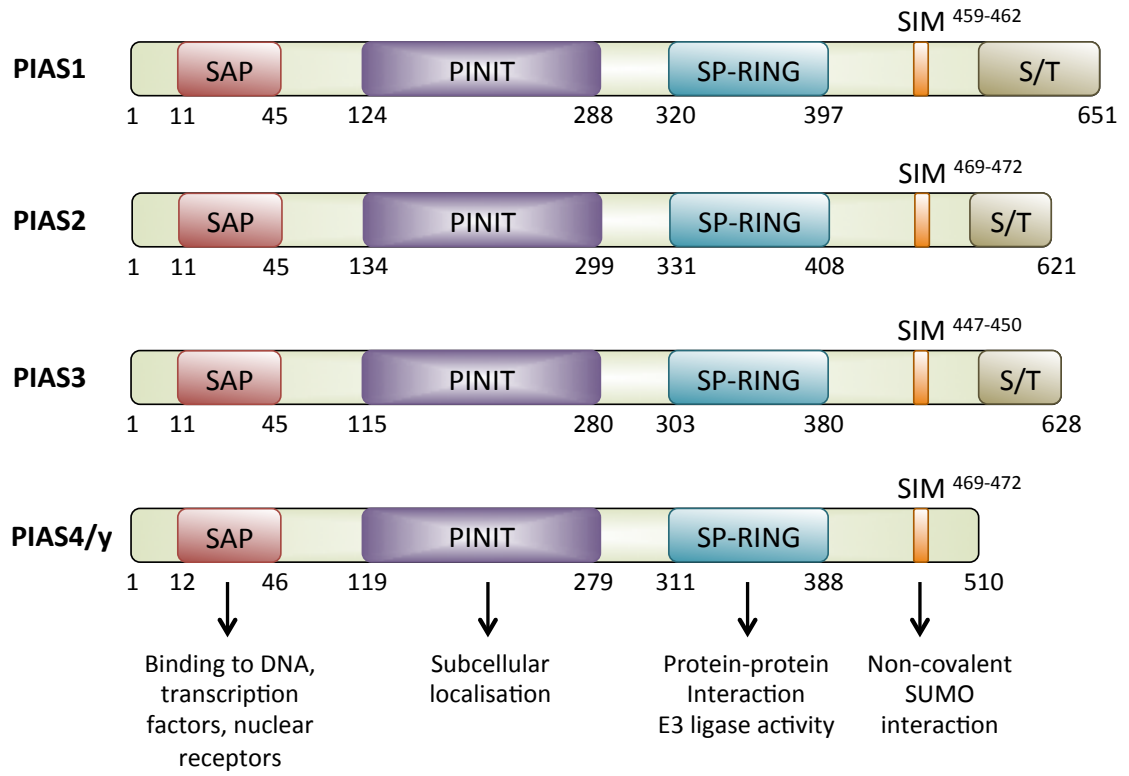 SIM 459-462
PIAS1 SAP PINIT SP-RING S/T
1 11 45 124 288 320 397 651
SIM 469-472
PIAS2 SAP PINIT SP-RING S/T
1 11 45 134 299 331 408 621
SIM 447-450
PIAS3 SAP PINIT SP-RING S/T
1 11 45 115 280 303 380 628
SIM 469-472
PIAS4/y SAP PINIT SP-RING
1 12 46 119 279 311 388 510
Binding to DNA,
transcription
factors, nuclear
receptors
Subcellular
localisation
Protein-protein
Interaction
E3 ligase activity
Non-covalent
SUMO
interaction